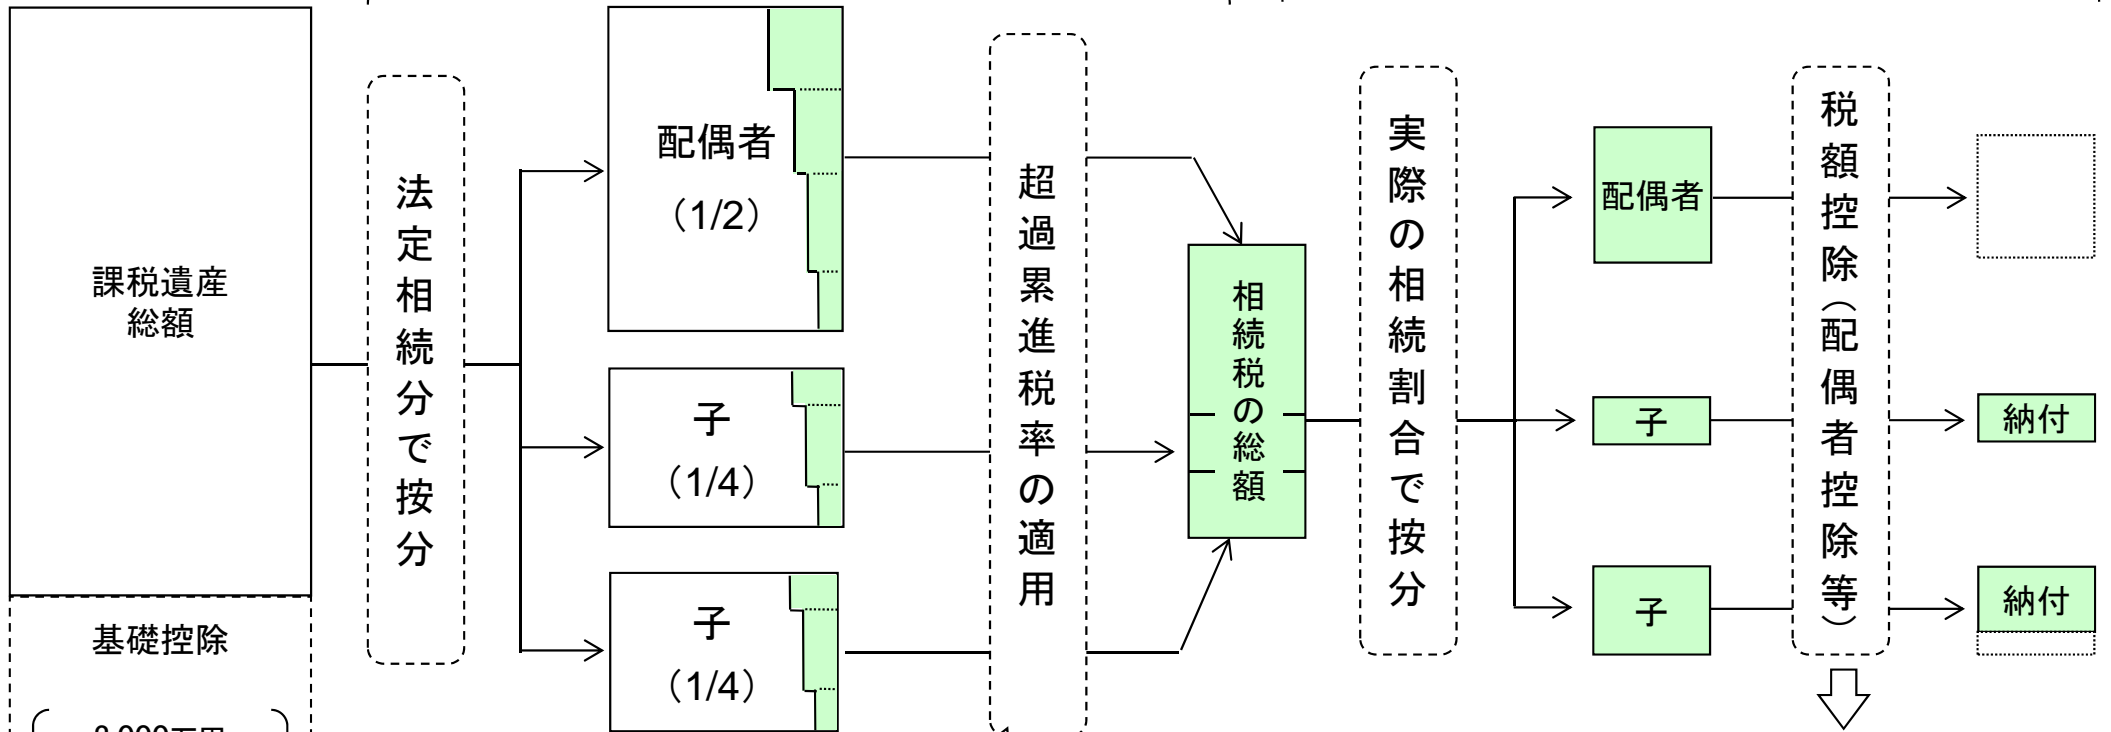 課税遺産
総額
基礎控除
法定相続分で按分
配偶者
(1/2)
子
(1/4)
子
(1/4)
超過累進税率の適用
相続税の総額
実際の相続割合で按分
配偶者
子
子
税額控除(配偶者控除等)
納付
納付